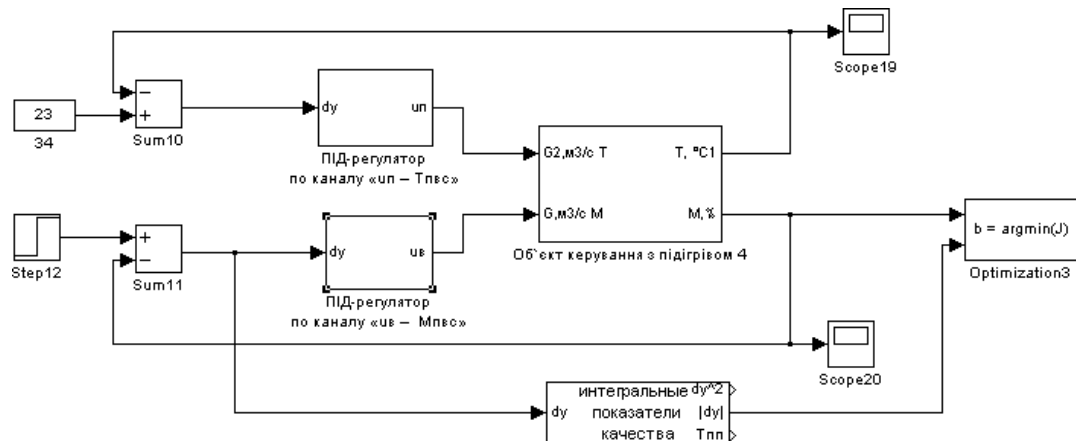 Scope19
23
34
−
+
Sum10
dy uп
ПІД-регулятор
по каналу «uп – Tпвс»
G2,м3/с T T, °C1
G,м3/с M M, %
Об`єкт керування з підігрівом 4
Step12
+
−
Sum11
dy uв
ПІД-регулятор
по каналу «uв – Мпвс»
b = argmin(J)
Optimization3
Scope20
интегральные dy^2
dy показатели |dy|
качества Tпп